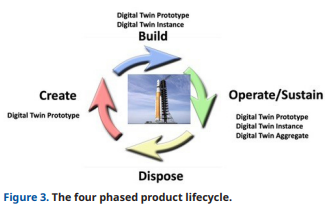 Digital Twin Prototype
Digital Twin Instance
Build
Create
Digital Twin Prototype
Operate/Sustain
Digital Twin Prototype
Digital Twin Instance
Digital Twin Aggregate
Dispose
Figure 3. The four phased product lifecycle.